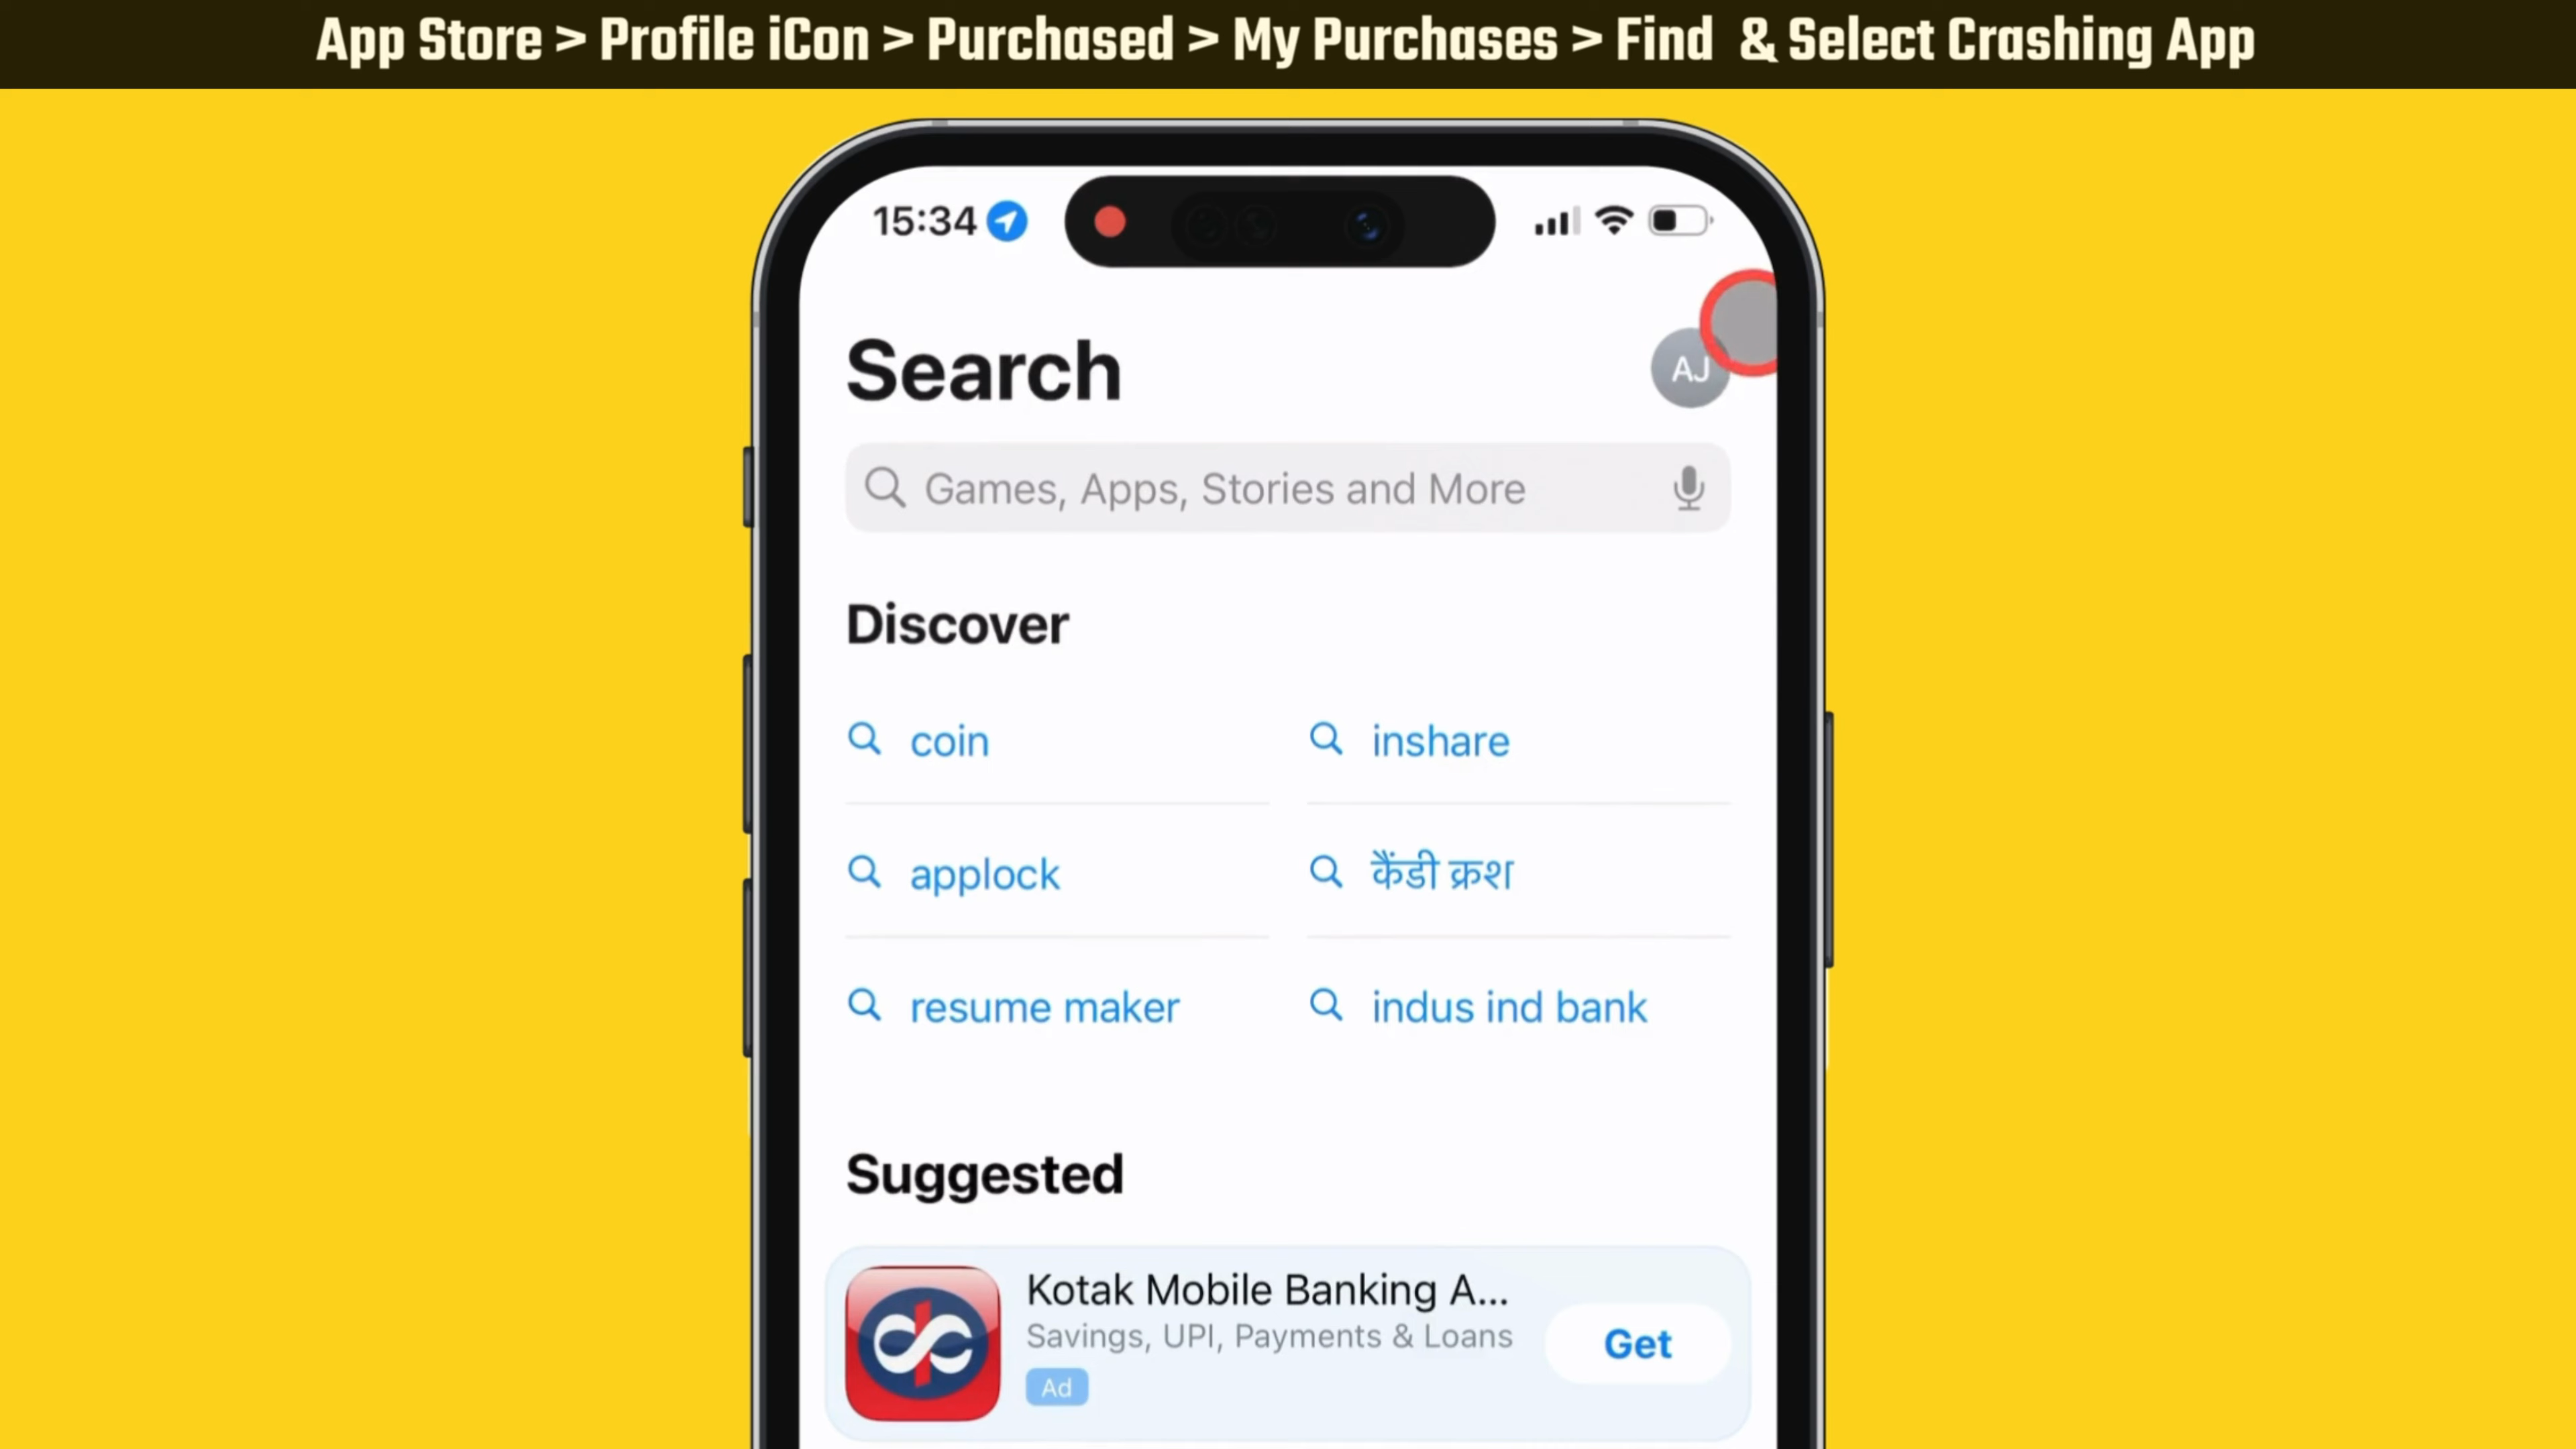 App Store > Profile iCon > Purchased > My Purchases > Find & Select Crashing App
15:34
Search
AJ
Games, Apps, Stories and More
Discover
coin
inshare
applock
कैंडी क्रश
resume maker
indus ind bank
Suggested
Kotak Mobile Banking A...
Savings, UPI, Payments & Loans
Get
Ad